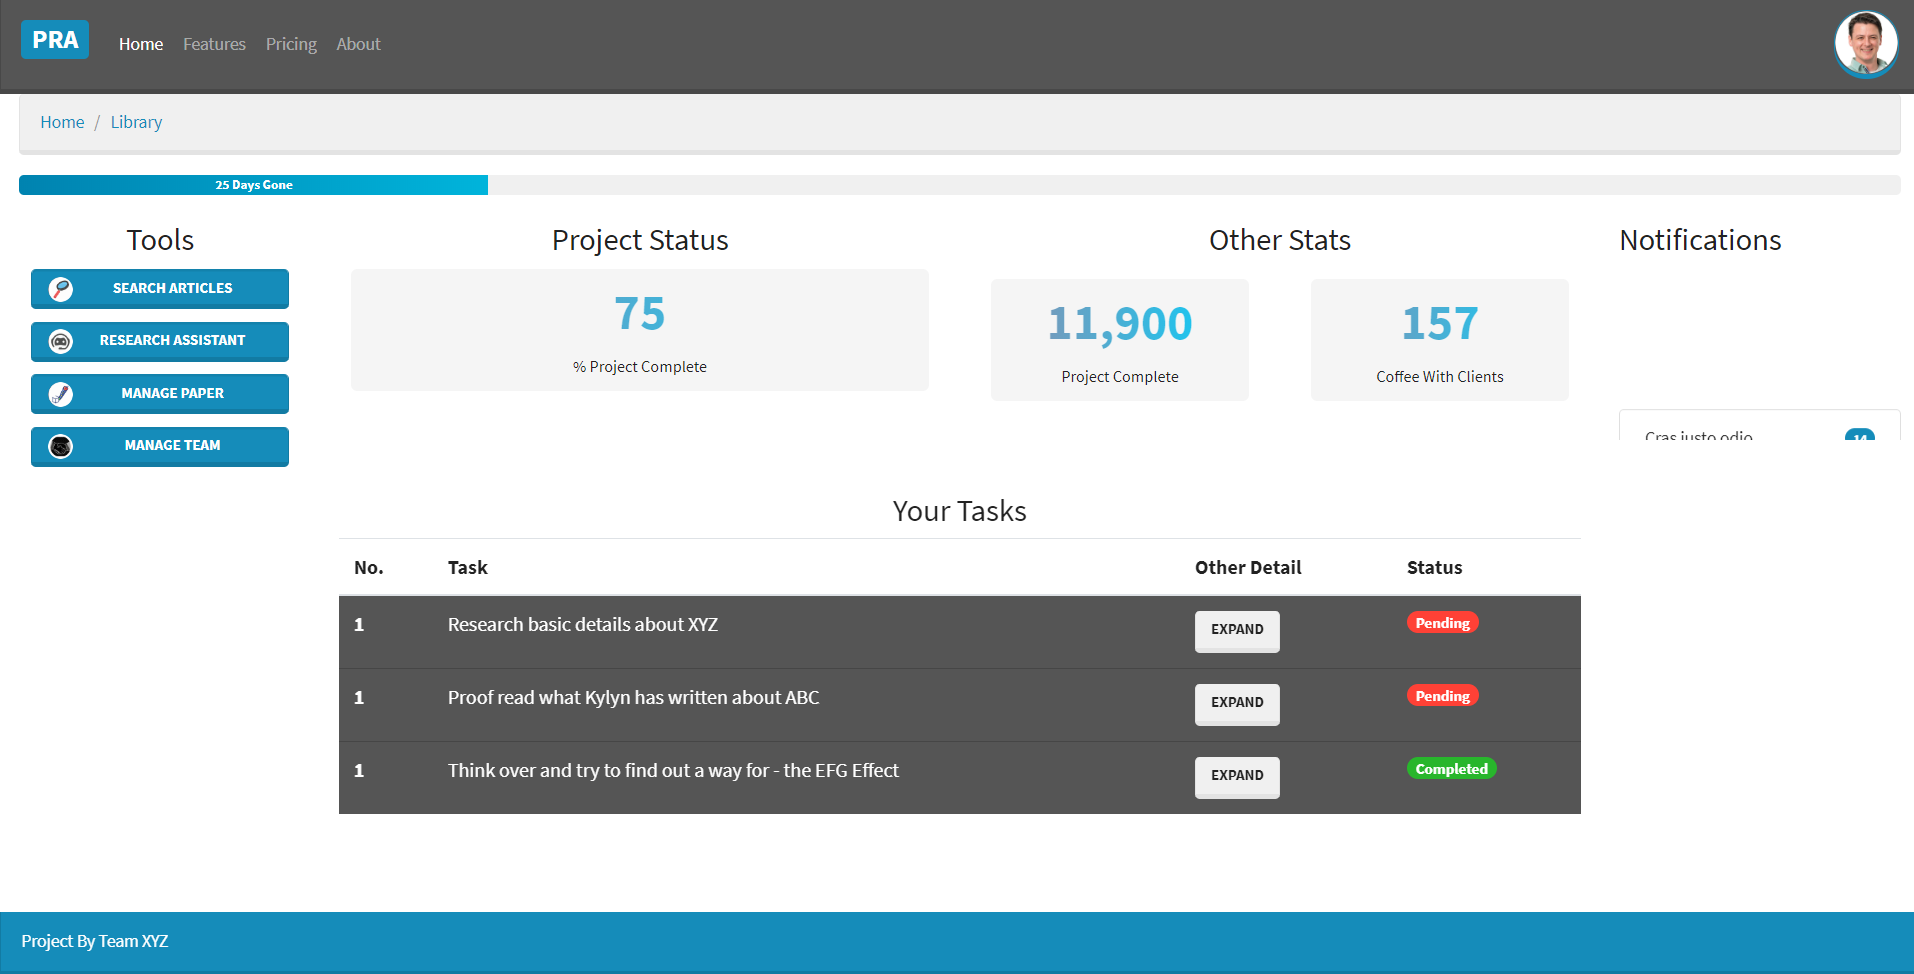 PRA
Home Features Pricing About
Home / Library
25 Days Gone
Tools
SEARCH ARTICLES
RESEARCH ASSISTANT
MANAGE PAPER
MANAGE TEAM
Project Status
75
% Project Complete
Other Stats
11,900
Project Complete
157
Coffee With Clients
Notifications
Cras justo odio 14
Your Tasks
No. Task Other Detail Status
1 Research basic details about XYZ EXPAND Pending
1 Proof read what Kylyn has written about ABC EXPAND Pending
1 Think over and try to find out a way for - the EFG Effect EXPAND Completed
Project By Team XYZ